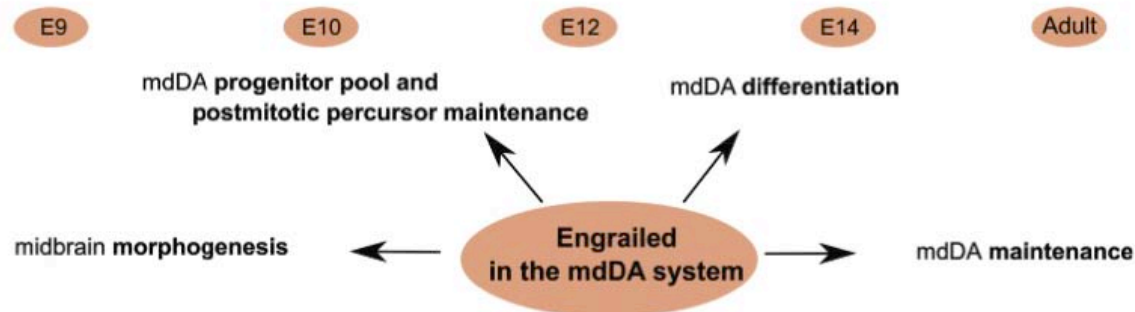 E9 E10 E12 E14 Adult
mdDA progenitor pool and
postmitotic percursor maintenance
mdDA differentiation
midbrain morphogenesis
Engrailed
in the mdDA system
mdDA maintenance